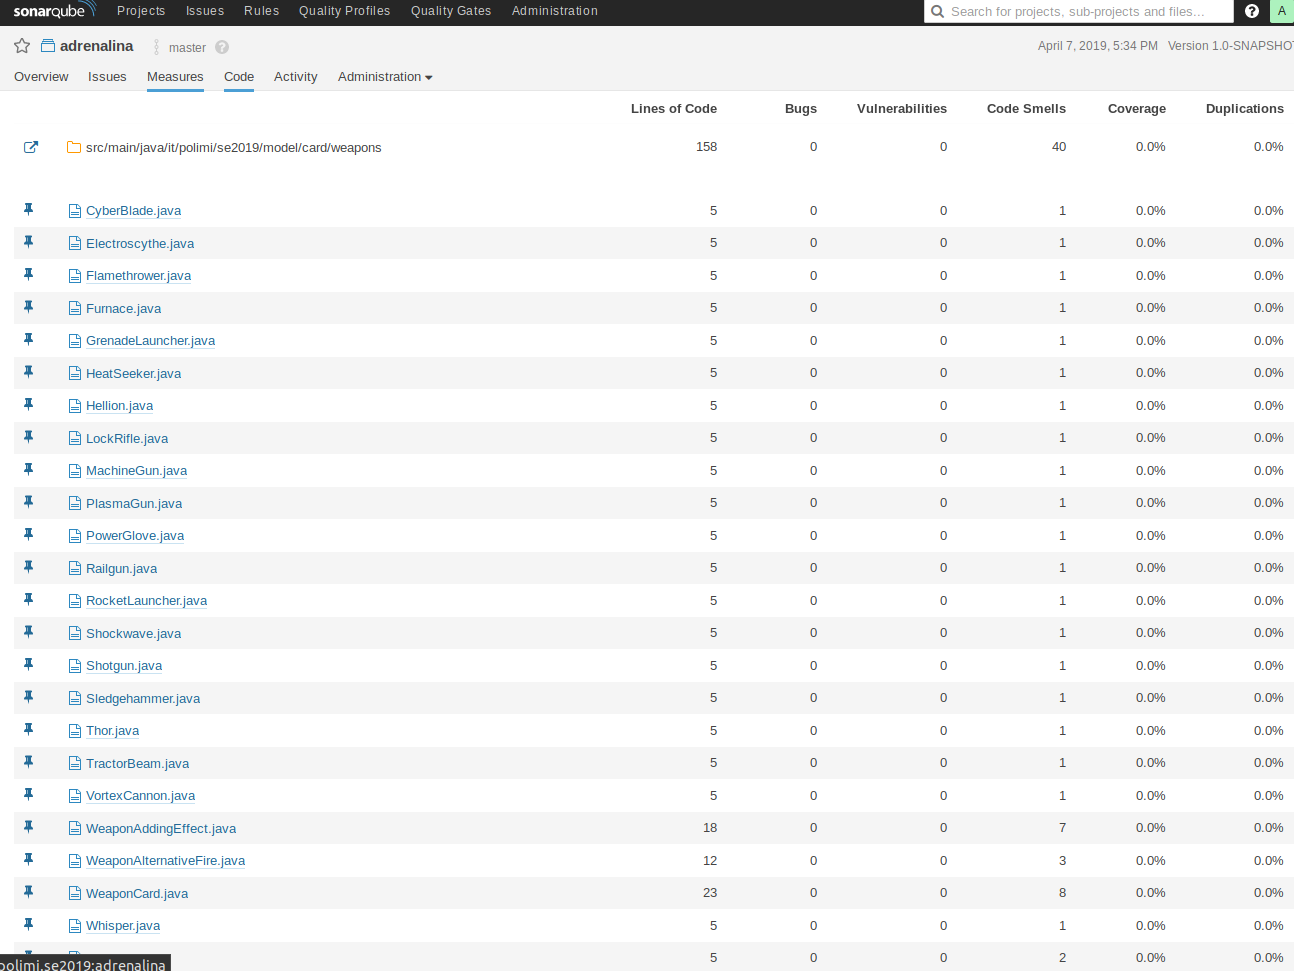 sonarqube Projects Issues Rules Quality Profiles Quality Gates Administration Search for projects, sub-projects and files... ? A
adrenalina master ? April 7, 2019, 5:34 PM Version 1.0-SNAPSHOT
Overview Issues Measures Code Activity Administration
Lines of Code Bugs Vulnerabilities Code Smells Coverage Duplications
src/main/java/it/polimi/se2019/model/card/weapons 158 0 0 40 0.0% 0.0%
CyberBlade.java 5 0 0 1 0.0% 0.0%
Electroscythe.java 5 0 0 1 0.0% 0.0%
Flamethrower.java 5 0 0 1 0.0% 0.0%
Furnace.java 5 0 0 1 0.0% 0.0%
GrenadeLauncher.java 5 0 0 1 0.0% 0.0%
HeatSeeker.java 5 0 0 1 0.0% 0.0%
Hellion.java 5 0 0 1 0.0% 0.0%
LockRifle.java 5 0 0 1 0.0% 0.0%
MachineGun.java 5 0 0 1 0.0% 0.0%
PlasmaGun.java 5 0 0 1 0.0% 0.0%
PowerGlove.java 5 0 0 1 0.0% 0.0%
Railgun.java 5 0 0 1 0.0% 0.0%
RocketLauncher.java 5 0 0 1 0.0% 0.0%
Shockwave.java 5 0 0 1 0.0% 0.0%
Shotgun.java 5 0 0 1 0.0% 0.0%
Sledgehammer.java 5 0 0 1 0.0% 0.0%
Thor.java 5 0 0 1 0.0% 0.0%
TractorBeam.java 5 0 0 1 0.0% 0.0%
VortexCannon.java 5 0 0 1 0.0% 0.0%
WeaponAddingEffect.java 18 0 0 7 0.0% 0.0%
WeaponAlternativeFire.java 12 0 0 3 0.0% 0.0%
WeaponCard.java 23 0 0 8 0.0% 0.0%
Whisper.java 5 0 0 1 0.0% 0.0%
5 0 0 2 0.0% 0.0%
polimi.se2019:adrenalina